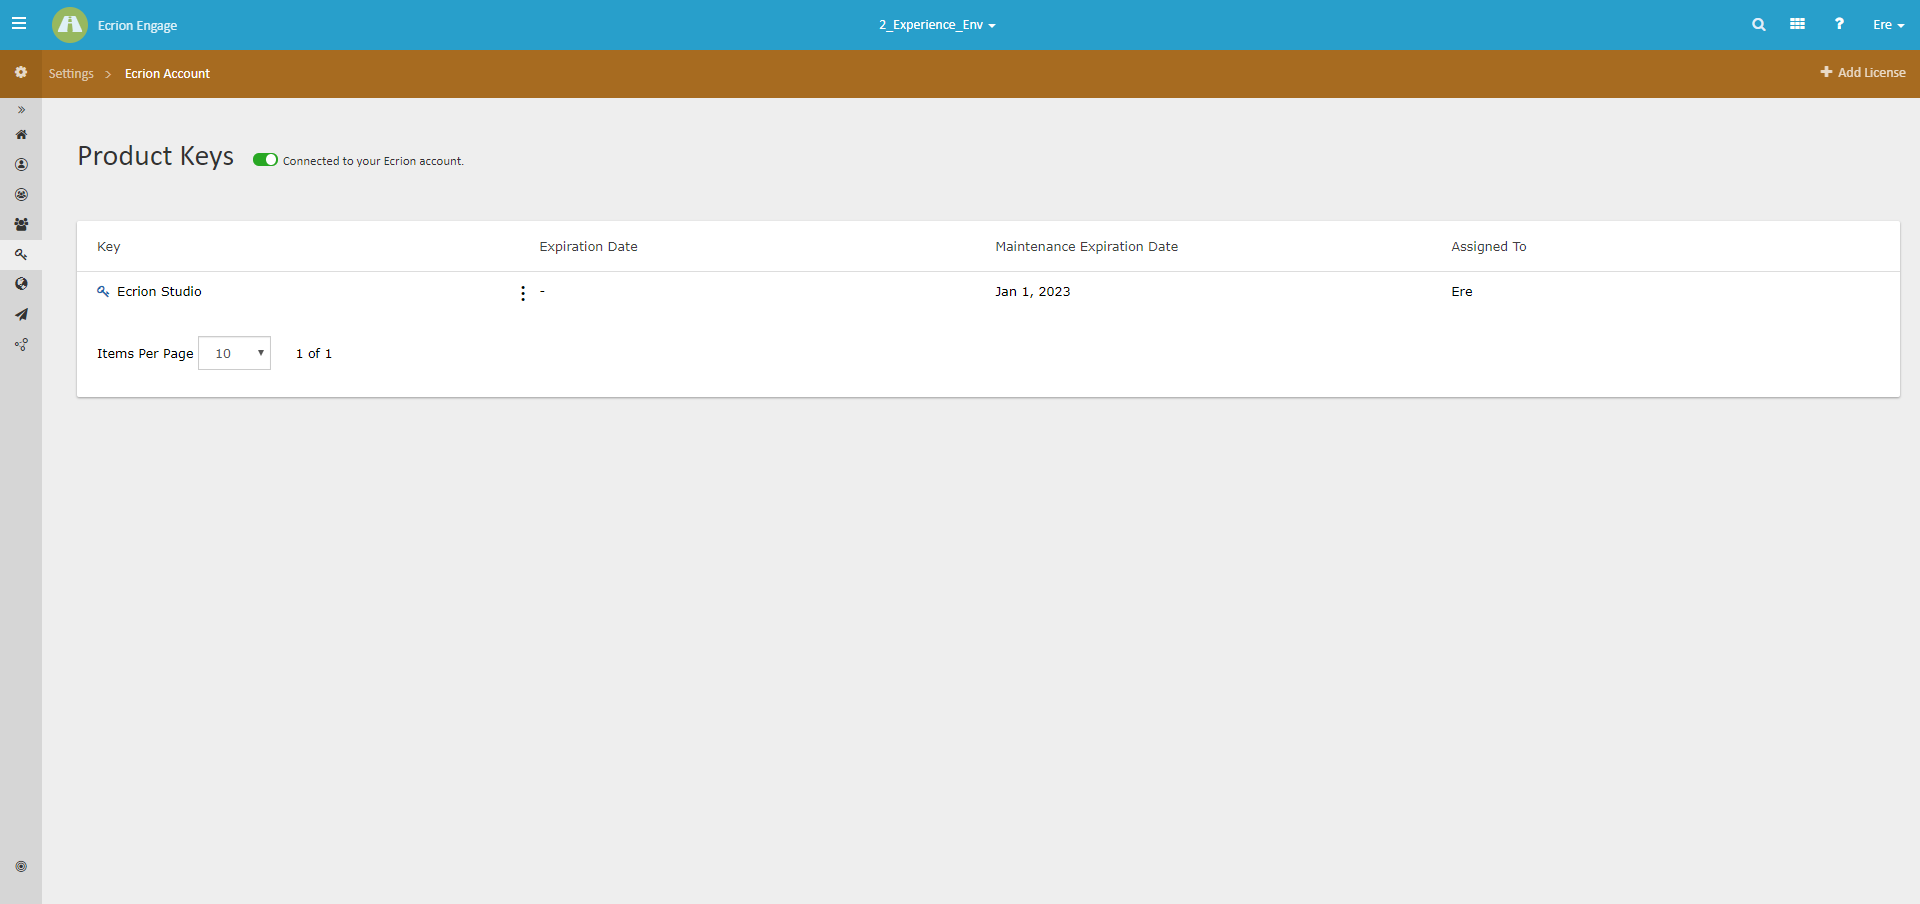 Ecrion Engage
2_Experience_Env
?
Ere
Settings > Ecrion Account
+ Add License
Product Keys
Connected to your Ecrion account.
Key Expiration Date Maintenance Expiration Date Assigned To
Ecrion Studio - Jan 1, 2023 Ere
Items Per Page 10 1 of 1